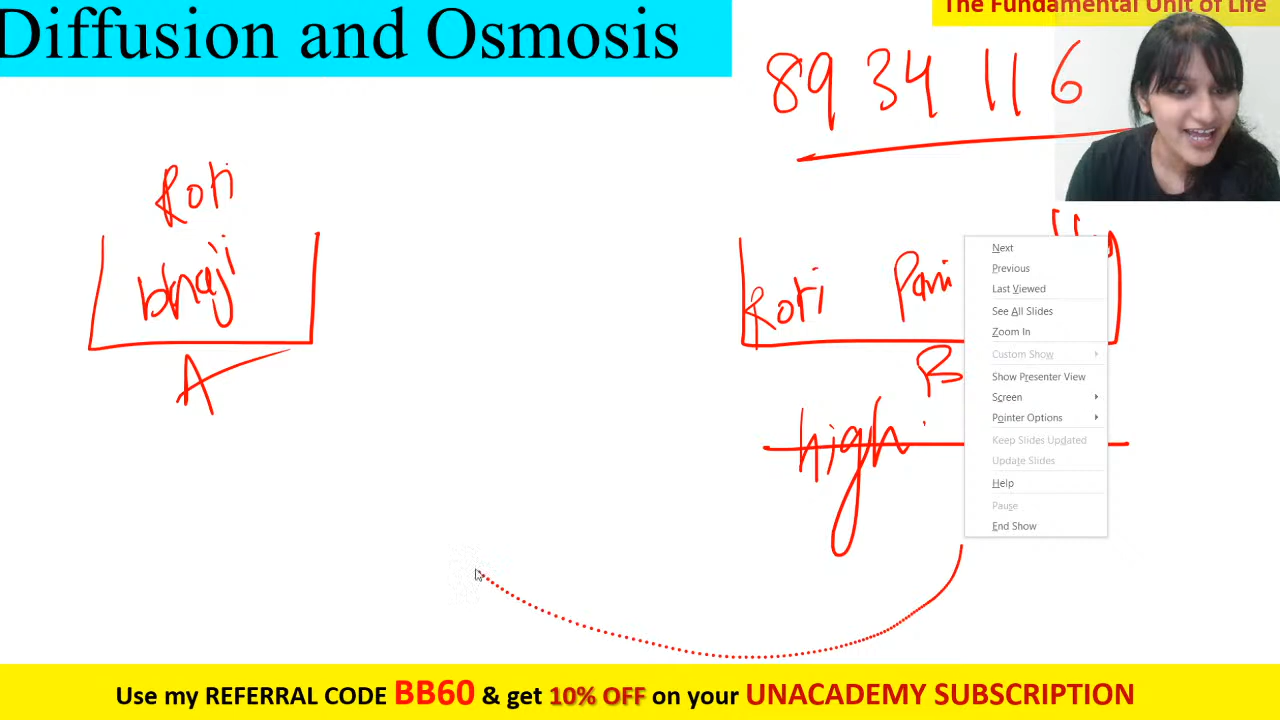 The Fundamental Unit of Life
Diffusion and Osmosis
89 34 11 6
Roti
bhaji
A
Roti Pani
B
high
Next
Previous
Last Viewed
See All Slides
Zoom In
Custom Show
Show Presenter View
Screen
Pointer Options
Keep Slides Updated
Update Slides
Help
Pause
End Show
Use my REFERRAL CODE BB60 & get 10% OFF on your UNACADEMY SUBSCRIPTION